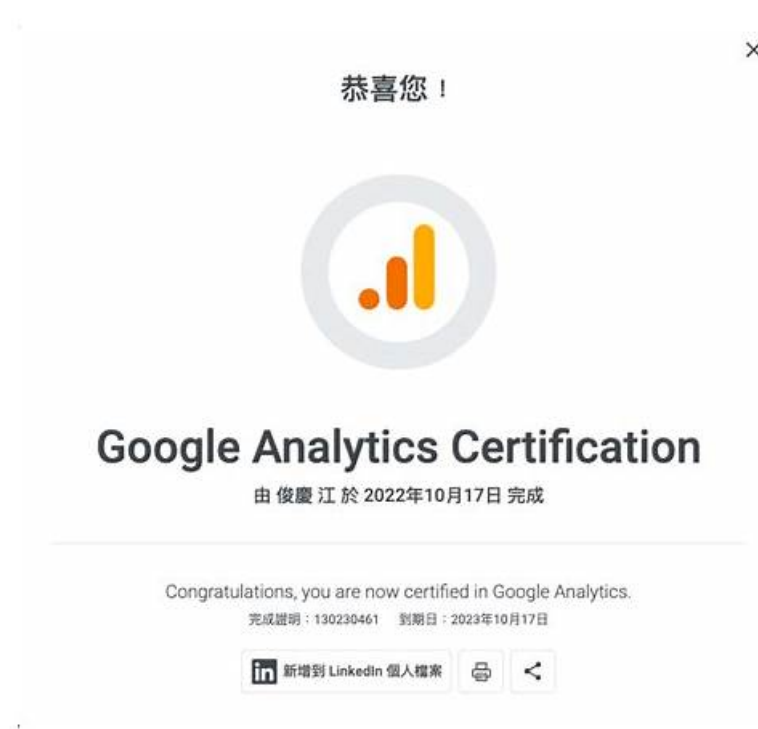 恭喜您！
Google Analytics Certification
由 俊慶 江 於 2022年10月17日 完成
Congratulations, you are now certified in Google Analytics.
完成證明：130230461 到期日：2023年10月17日
新增到 LinkedIn 個人檔案